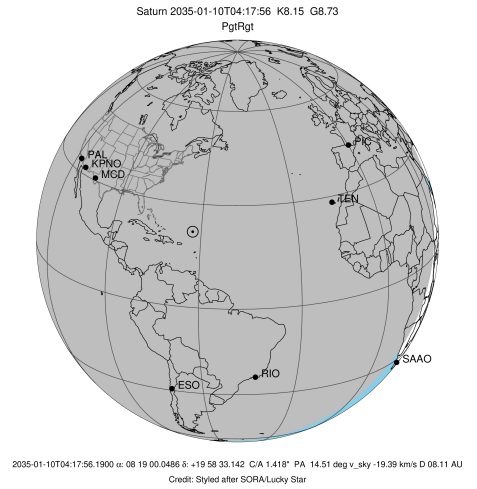 Saturn 2035-01-10T04:17:56 K8.15 G8.73
PgtRgt
PIC
PAL
KPNO
MCD
TEN
SAAO
RIO
ESO
2035-01-10T04:17:56.1900 α: 08 19 00.0486 δ: +19 58 33.142 C/A 1.418" PA 14.51 deg v_sky -19.39 km/s D 08.11 AU
Credit: Styled after SORA/Lucky Star